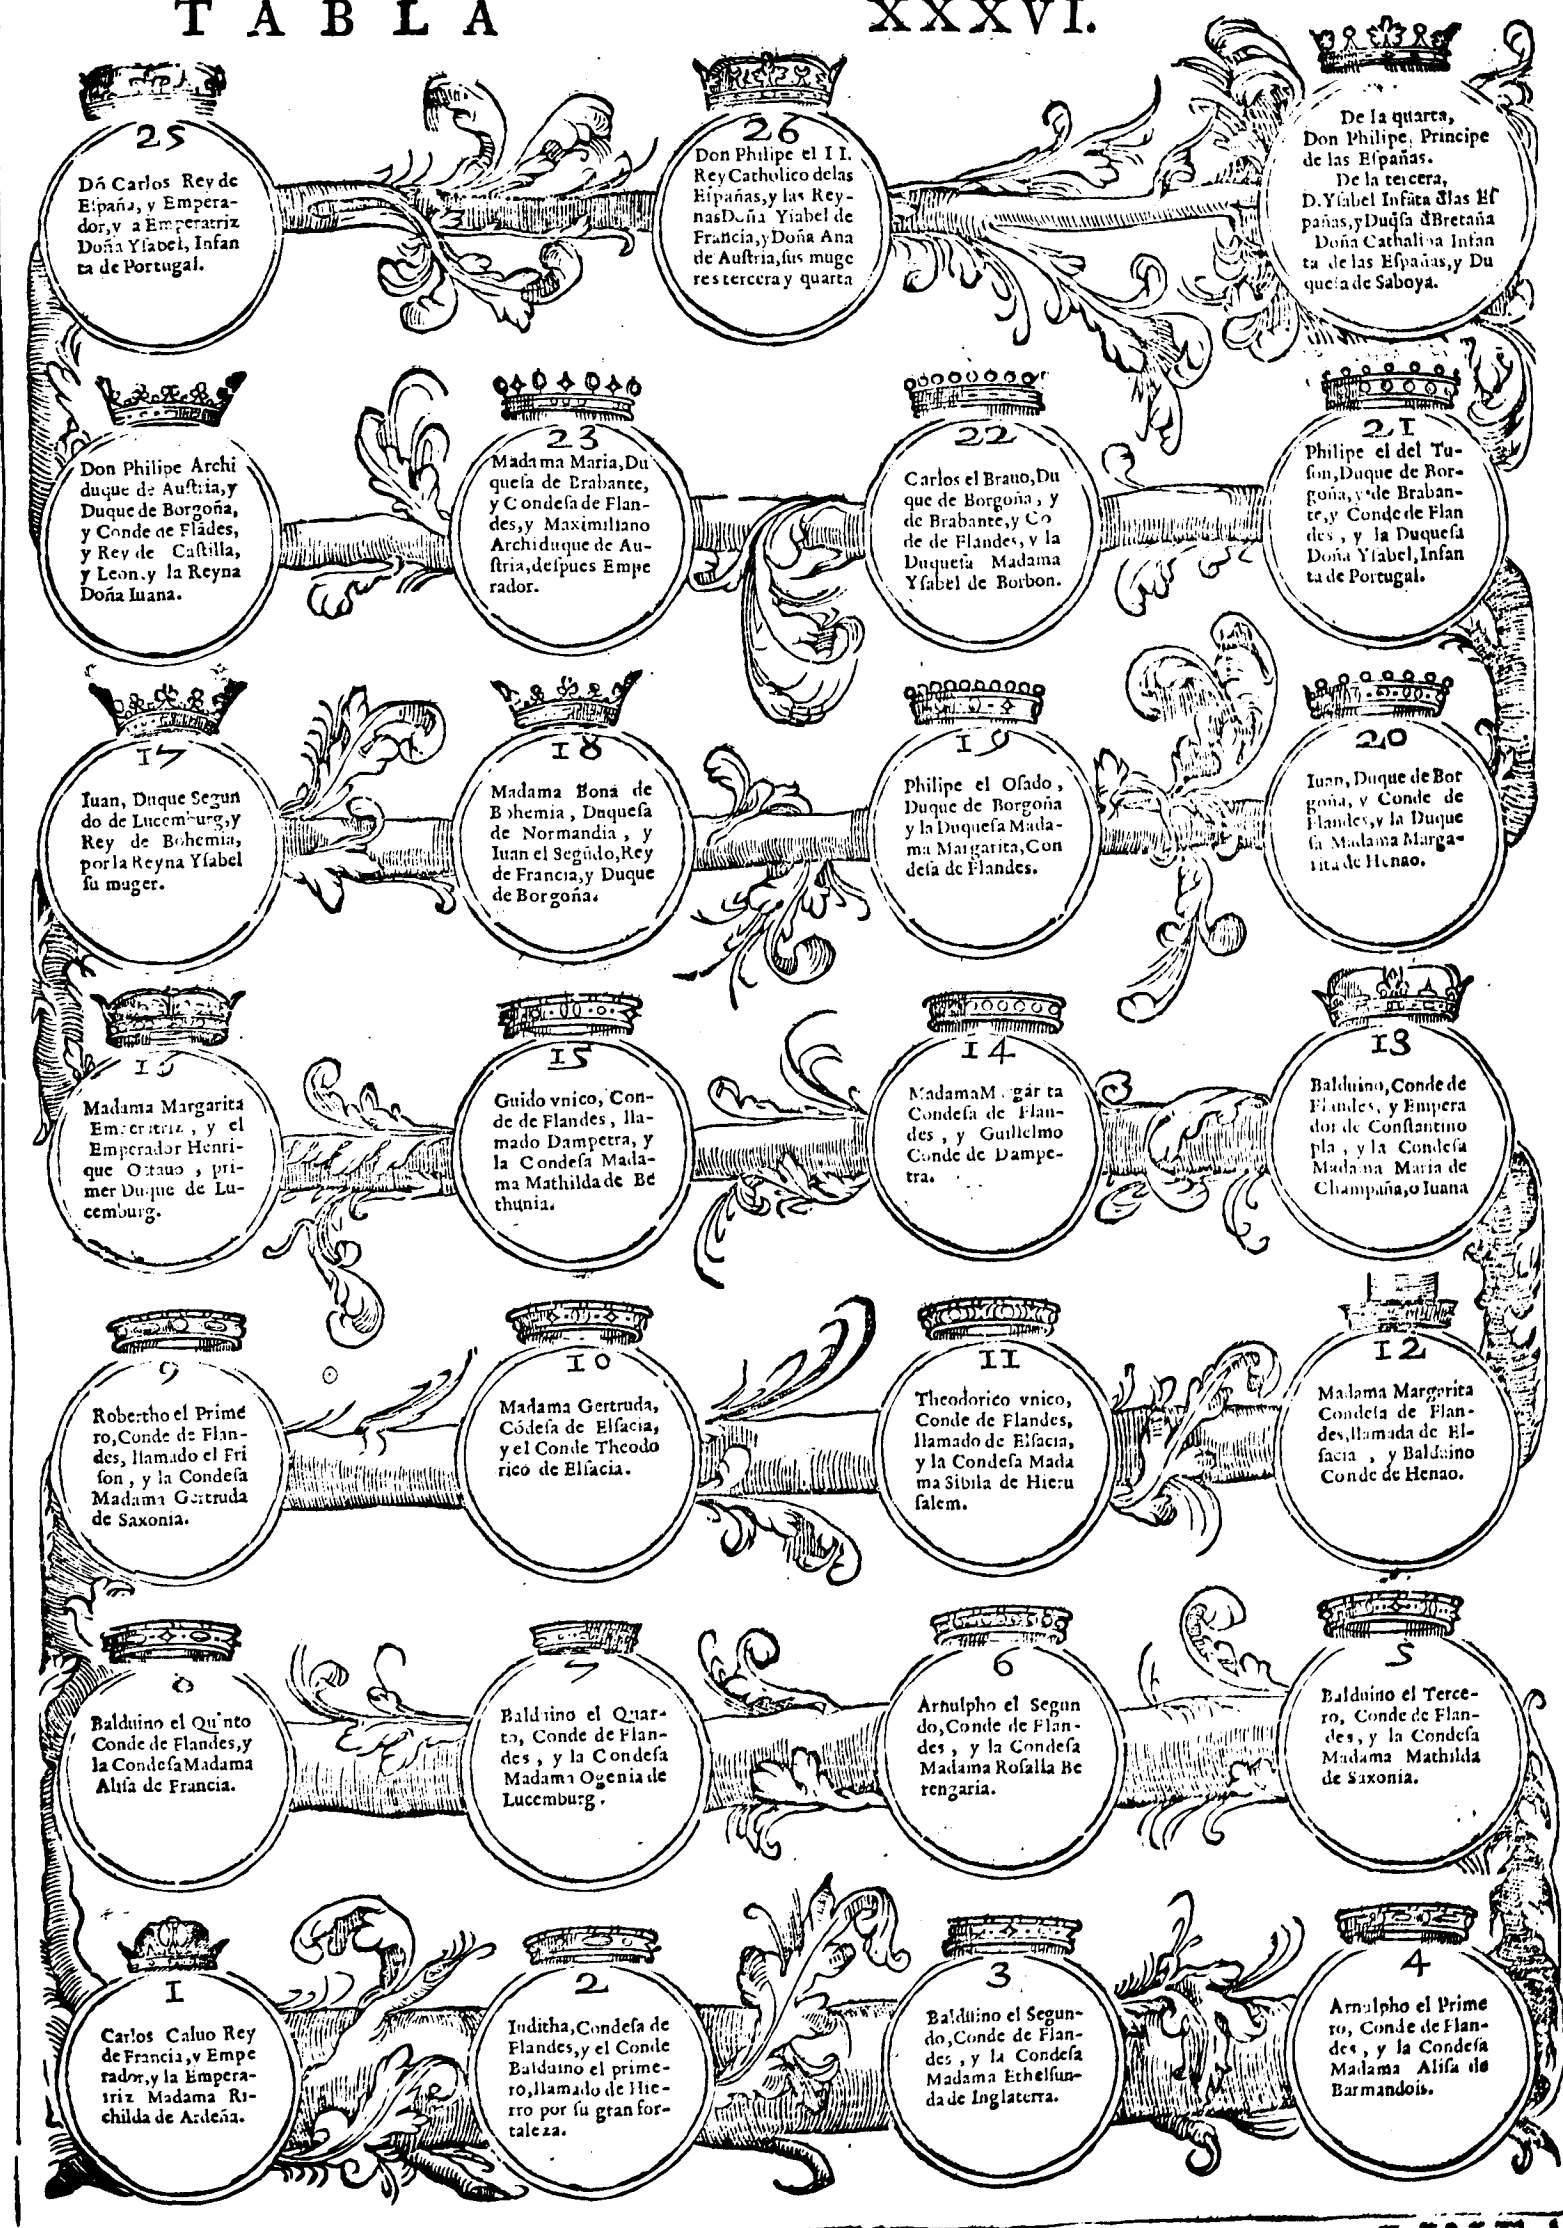 TABLA XXXVI.
25
Dõ Carlos Rey de
España, y Empera-
dor, y a Emperatriz
Doña Ysabel, Infan
ta de Portugal.
26
Don Philipe el II.
Rey Catholico delas
Españas, y las Rey-
nas Doña Ysabel de
Francia, y Doña Ana
de Austria, sus muge
res tercera y quarta
De la quarta,
Don Philipe, Principe
de las Españas.
De la tercera,
D. Ysabel Infãta đlas Es
pañas, y Duq̃sa đ Bretaña
Doña Cathalina Infan
ta de las Españas, y Du
quesa de Saboya.
Don Philipe Archi
duque de Austria, y
Duque de Borgoña,
y Conde de Flãdes,
y Rey de Castilla,
y Leon, y la Reyna
Doña Iuana.
23
Madama Maria, Du
quesa de Brabante,
y Condesa de Flan-
des, y Maximiliano
Archiduque de Au-
stria, despues Empe
rador.
22
Carlos el Brauo, Du
que de Borgoña, y
de Brabante, y Co
de de Flandes, y la
Duquesa Madama
Ysabel de Borbon.
21
Philipe el del Tu-
son, Duque de Bor-
goña, y de Braban-
te, y Conde de Flan
des, y la Duquesa
Doña Ysabel, Infan
ta de Portugal.
17
Iuan, Duque Segun
do de Lucemburg, y
Rey de Bohemia,
por la Reyna Ysabel
su muger.
18
Madama Bona de
Bohemia, Duquesa
de Normandia, y
Iuan el Segũdo, Rey
de Francia, y Duque
de Borgoña.
19
Philipe el Osado,
Duque de Borgoña
y la Duquesa Mada-
ma Margarita, Con
desa de Flandes.
20
Iuan, Duque de Bor
goña, y Conde de
Flandes, y la Duque
sa Madama Marga-
rita de Henao.
16
Madama Margarita
Emperatriz, y el
Emperador Henri-
que Octauo, pri-
mer Duque de Lu-
cemburg.
15
Guido vnico, Con-
de de Flandes, lla-
mado Dampetra, y
la Condesa Mada-
ma Mathilda de Be
thunia.
14
Madama Margarita
Condesa de Flan-
des, y Guillelmo
Conde de Dampe-
tra.
13
Balduino, Conde de
Flandes, y Empera
dor de Constantino
pla, y la Condesa
Madama Maria de
Champaña, o Iuana
9
Robertho el Prime
ro, Conde de Flan-
des, llamado el Fri
son, y la Condesa
Madama Gertruda
de Saxonia.
10
Madama Gertruda,
Cõdesa de Elsacia,
y el Conde Theodo
rico de Elsacia.
11
Theodorico vnico,
Conde de Flandes,
llamado de Elsacia,
y la Condesa Mada
ma Sibila de Hieru
salem.
12
Madama Margarita
Condesa de Flan-
des, llamada de El-
sacia, y Balduino
Conde de Henao.
8
Balduino el Quinto
Conde de Flandes, y
la Condesa Madama
Alisa de Francia.
7
Balduino el Quar-
to, Conde de Flan-
des, y la Condesa
Madama Ogenia de
Lucemburg.
6
Arnulpho el Segun
do, Conde de Flan-
des, y la Condesa
Madama Rosalla Be
rengaria.
5
Balduino el Terce-
ro, Conde de Flan-
des, y la Condesa
Madama Mathilda
de Saxonia.
1
Carlos Caluo Rey
de Francia, y Empe
rador, y la Empera-
triz Madama Ri-
childa de Ardeña.
2
Iuditha, Condesa de
Flandes, y el Conde
Balduino el prime-
ro, llamado de Hie-
rro por su gran for-
taleza.
3
Balduino el Segun-
do, Conde de Flan-
des, y la Condesa
Madama Ethelsun-
da de Inglaterra.
4
Arnulpho el Prime
ro, Conde de Flan-
des, y la Condesa
Madama Alisa de
Barmandois.